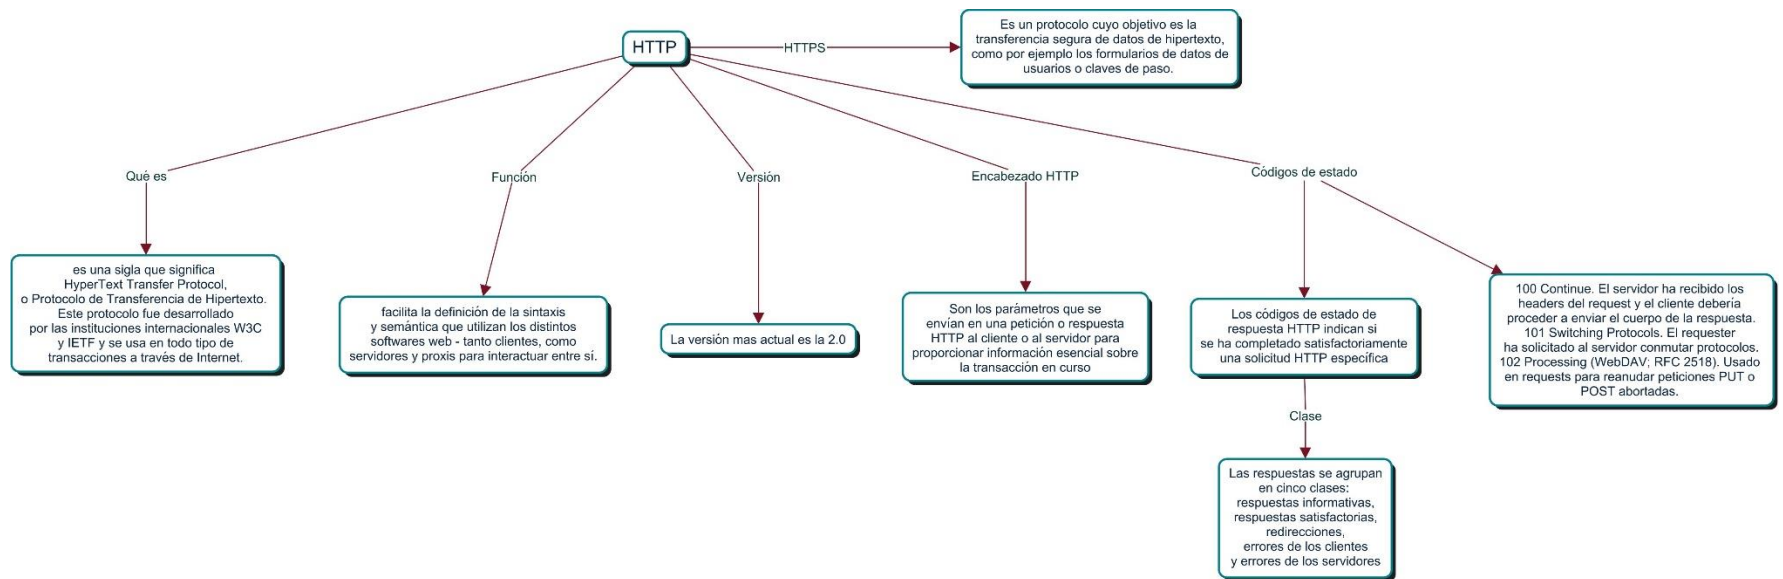 HTTP
HTTPS
Es un protocolo cuyo objetivo es la
transferencia segura de datos de hipertexto,
como por ejemplo los formularios de datos de
usuarios o claves de paso.
Qué es
es una sigla que significa
HyperText Transfer Protocol,
o Protocolo de Transferencia de Hipertexto.
Este protocolo fue desarrollado
por las instituciones internacionales W3C
y IETF y se usa en todo tipo de
transacciones a través de Internet.
Función
facilita la definición de la sintaxis
y semántica que utilizan los distintos
softwares web - tanto clientes, como
servidores y proxis para interactuar entre sí.
Versión
La versión mas actual es la 2.0
Encabezado HTTP
Son los parámetros que se
envían en una petición o respuesta
HTTP al cliente o al servidor para
proporcionar información esencial sobre
la transacción en curso
Códigos de estado
Los códigos de estado de
respuesta HTTP indican si
se ha completado satisfactoriamente
una solicitud HTTP específica
Clase
Las respuestas se agrupan
en cinco clases:
respuestas informativas,
respuestas satisfactorias,
redirecciones,
errores de los clientes
y errores de los servidores
100 Continue. El servidor ha recibido los
headers del request y el cliente debería
proceder a enviar el cuerpo de la respuesta.
101 Switching Protocols. El requester
ha solicitado al servidor conmutar protocolos.
102 Processing (WebDAV; RFC 2518). Usado
en requests para reanudar peticiones PUT o
POST abortadas.